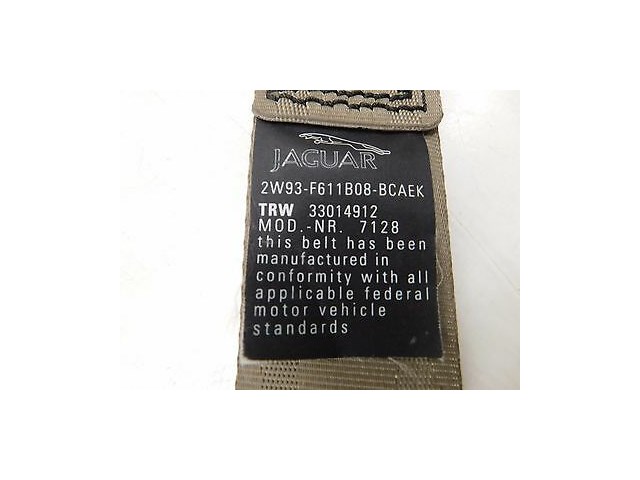 JAGUAR
2W93-F611B08-BCAEK
TRW 33014912
MOD.-NR. 7128
this belt has been
manufactured in
conformity with all
applicable federal
motor vehicle
standards